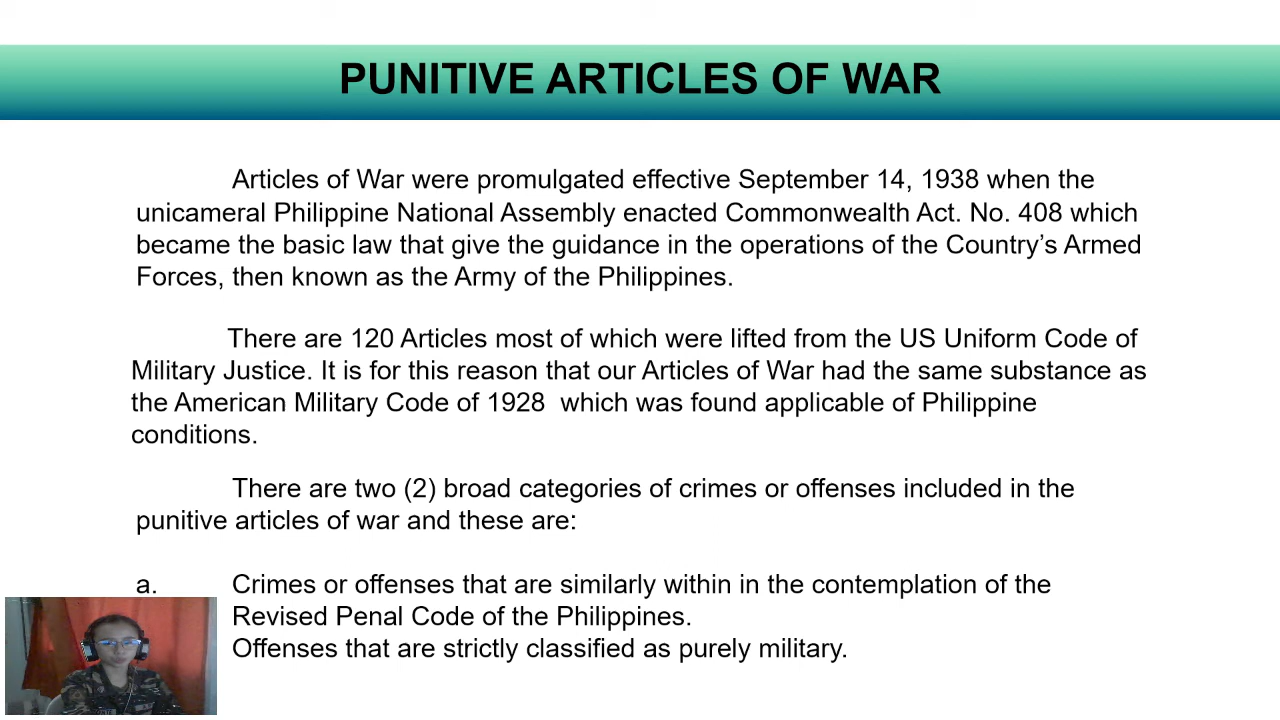 PUNITIVE ARTICLES OF WAR
Articles of War were promulgated effective September 14, 1938 when the
unicameral Philippine National Assembly enacted Commonwealth Act. No. 408 which
became the basic law that give the guidance in the operations of the Country's Armed
Forces, then known as the Army of the Philippines.
There are 120 Articles most of which were lifted from the US Uniform Code of
Military Justice. It is for this reason that our Articles of War had the same substance as
the American Military Code of 1928  which was found applicable of Philippine
conditions.
There are two (2) broad categories of crimes or offenses included in the
punitive articles of war and these are:
a. Crimes or offenses that are similarly within in the contemplation of the
Revised Penal Code of the Philippines.
Offenses that are strictly classified as purely military.